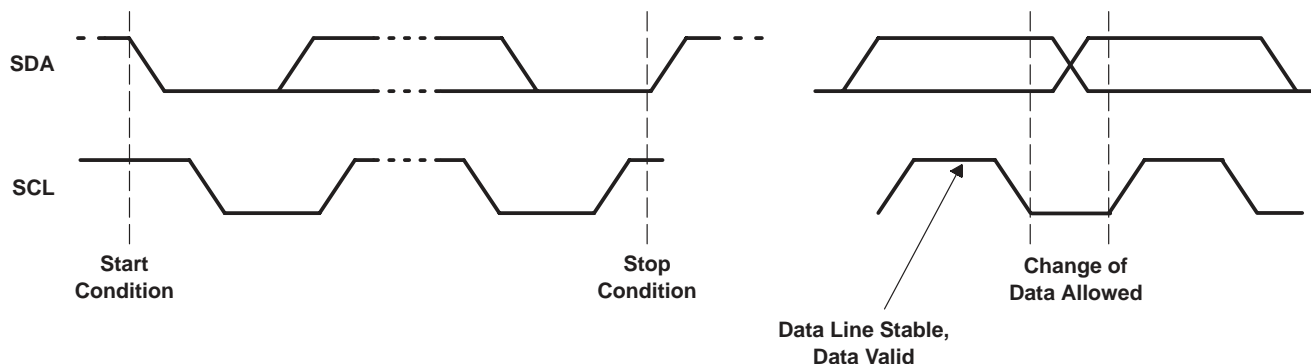 SDA
SCL
Start
Condition
Stop
Condition
Change of
Data Allowed
Data Line Stable,
Data Valid